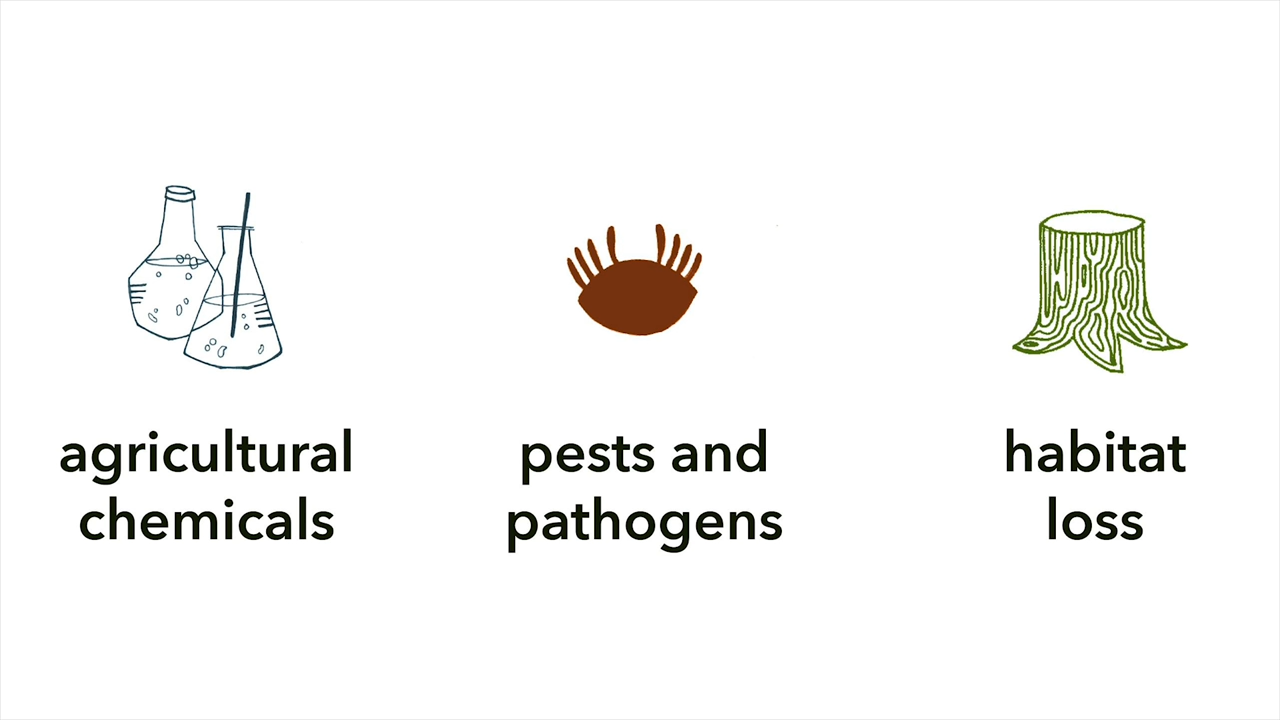 agricultural
chemicals
pests and
pathogens
habitat
loss